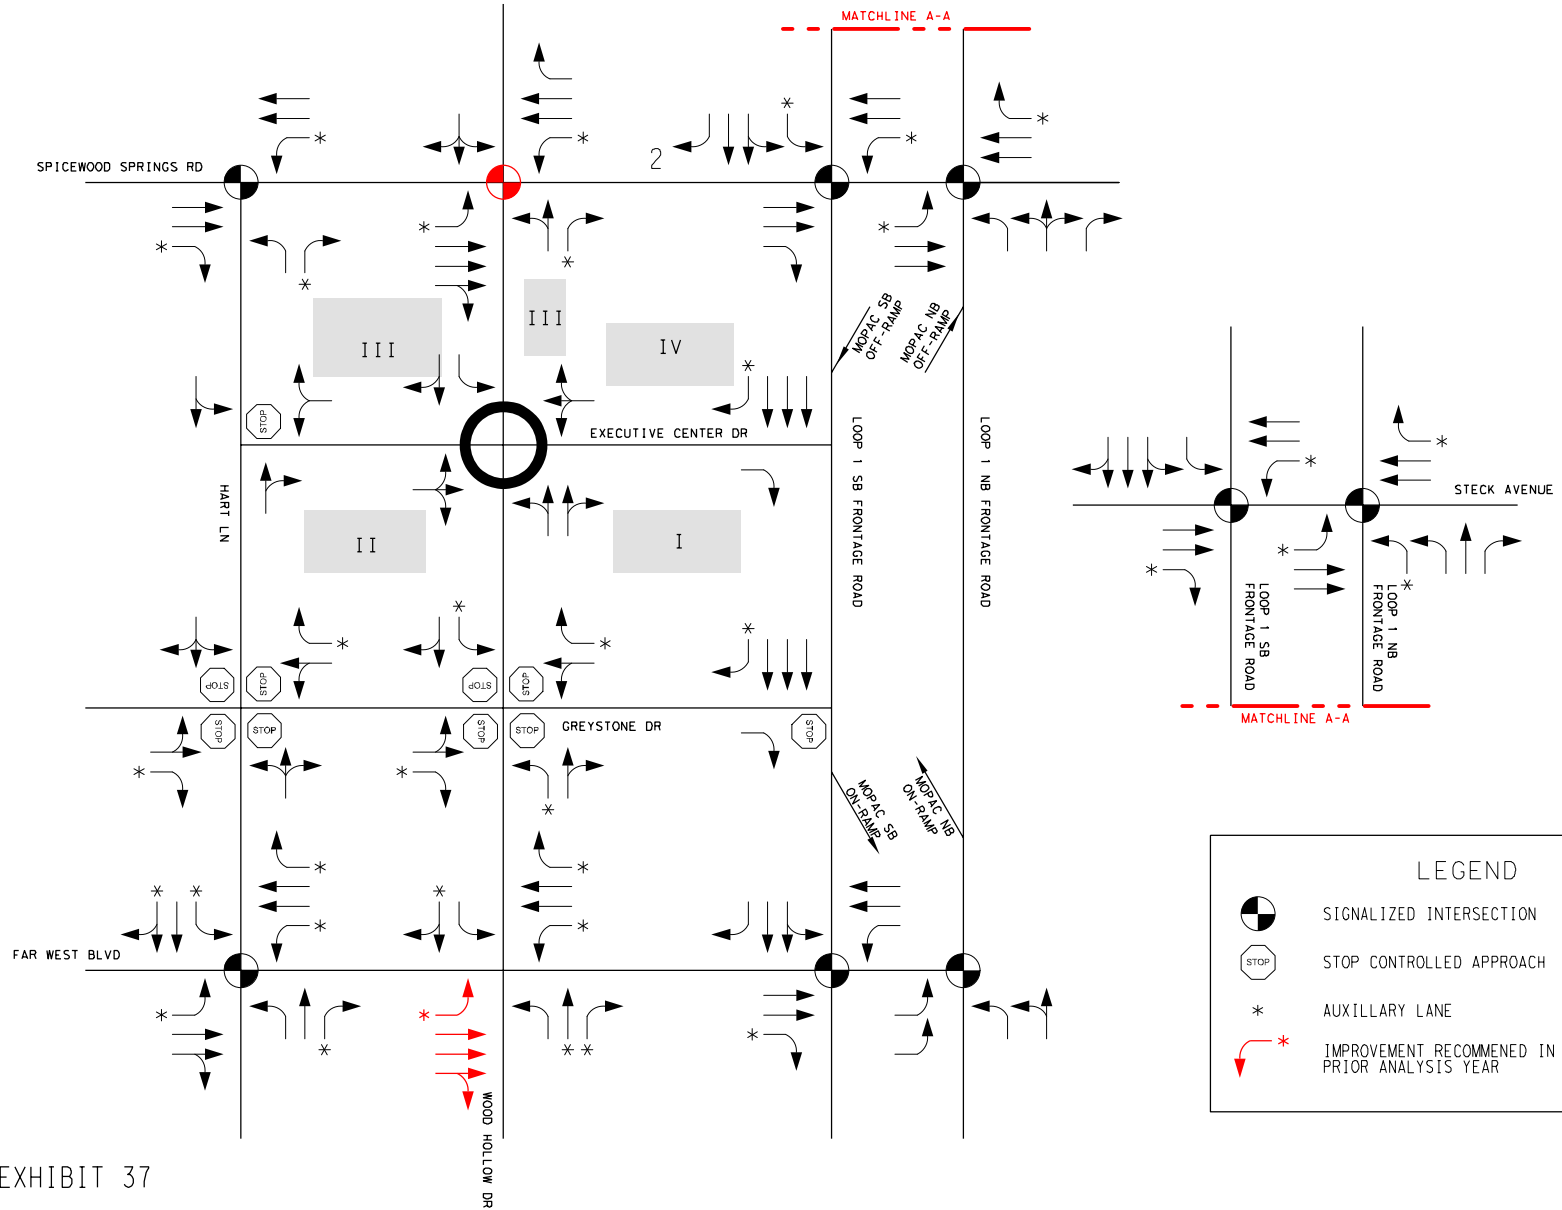 MATCHLINE A-A
SPICEWOOD SPRINGS RD
2
*
*
*
*
*
*
*
*
*
*
*
III
III
IV
*
MOPAC SB
OFF-RAMP
MOPAC NB
OFF-RAMP
STOP
EXECUTIVE CENTER DR
HART LN
LOOP 1 SB FRONTAGE ROAD
LOOP 1 NB FRONTAGE ROAD
II
I
*
*
*
*
STOP
STOP
STOP
STOP
STOP
STOP
STOP
STOP
STOP
GREYSTONE DR
*
*
*
MOPAC SB
ON-RAMP
MOPAC NB
ON-RAMP
*
*
*
*
*
*
*
FAR WEST BLVD
*
*
*
*
*
*
WOOD HOLLOW DR
EXHIBIT 37
*
*
STECK AVENUE
*
*
*
LOOP 1 SB
FRONTAGE ROAD
LOOP 1 NB
FRONTAGE ROAD
MATCHLINE A-A
LEGEND
SIGNALIZED INTERSECTION
STOP
STOP CONTROLLED APPROACH
*
AUXILLARY LANE
*
IMPROVEMENT RECOMMENED IN
PRIOR ANALYSIS YEAR